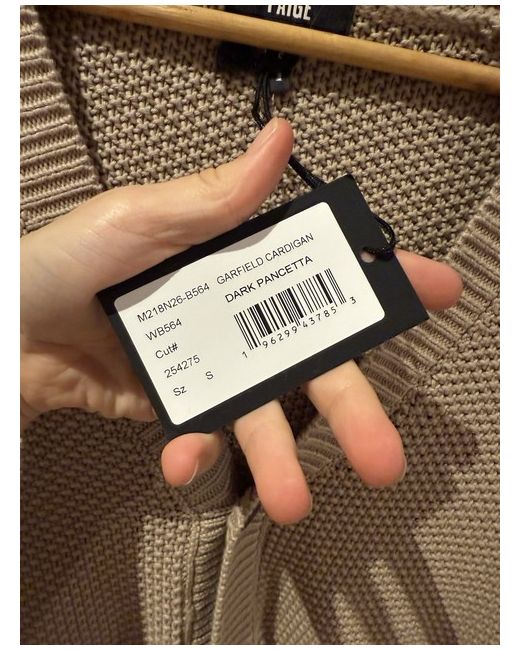 PAIGE
M218N26-B564 GARFIELD CARDIGAN
WB564 DARK PANCETTA
Cut#
254275
Sz S
1 96299 43785 3